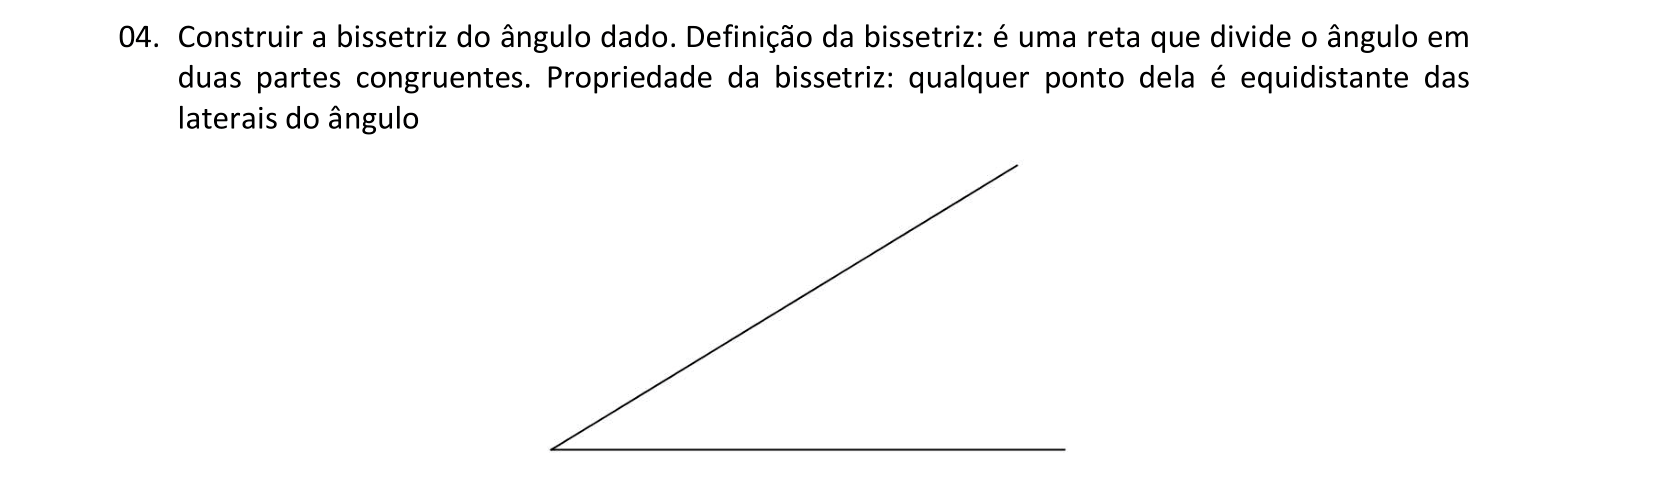 04. Construir a bissetriz do ângulo dado. Definição da bissetriz: é uma reta que divide o ângulo em
duas partes congruentes. Propriedade da bissetriz: qualquer ponto dela é equidistante das
laterais do ângulo